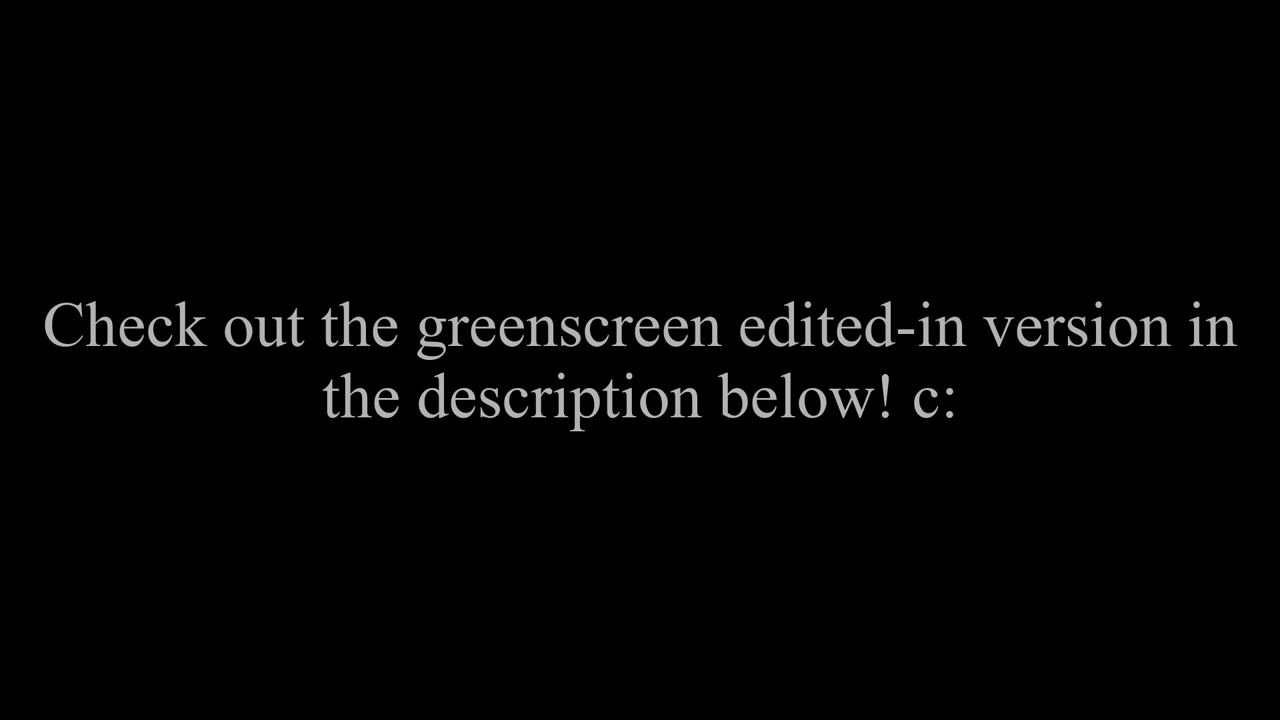 Check out the greenscreen edited-in version in
the description below! c: